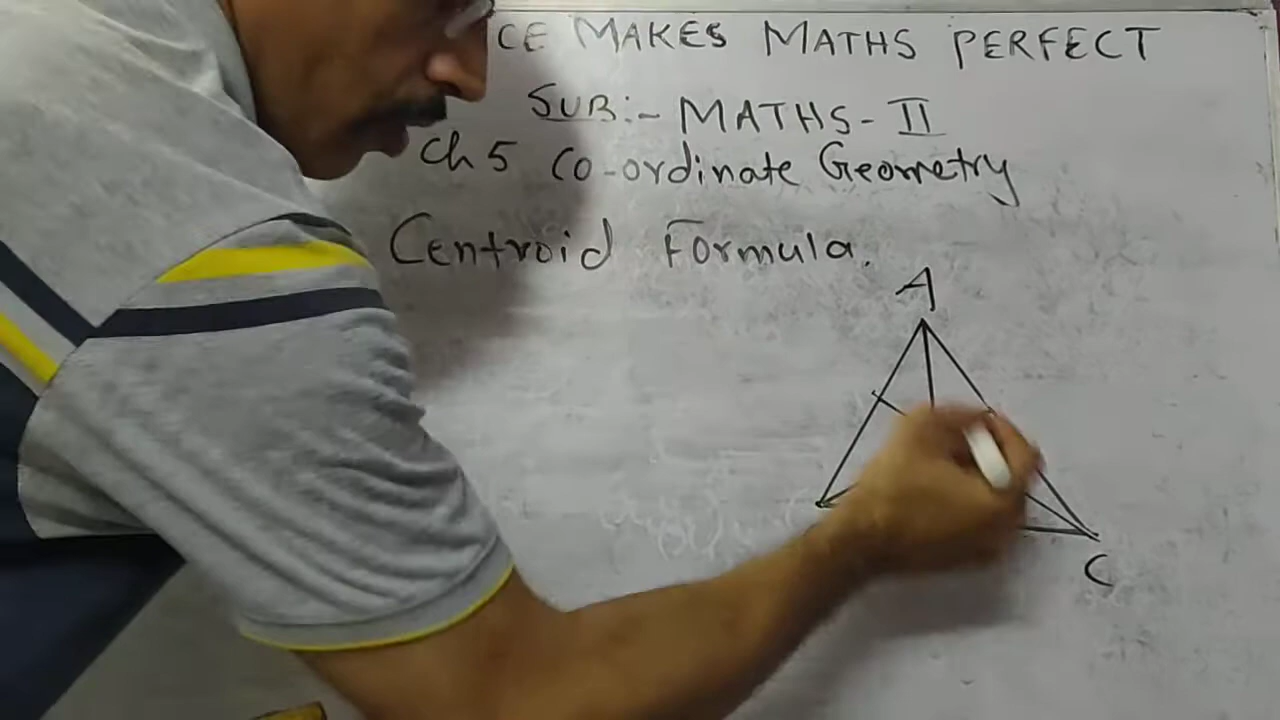 CE MAKES MATHS PERFECT
SUB:- MATHS-II
Ch 5 Co-ordinate Geometry
Centroid Formula.
A
C